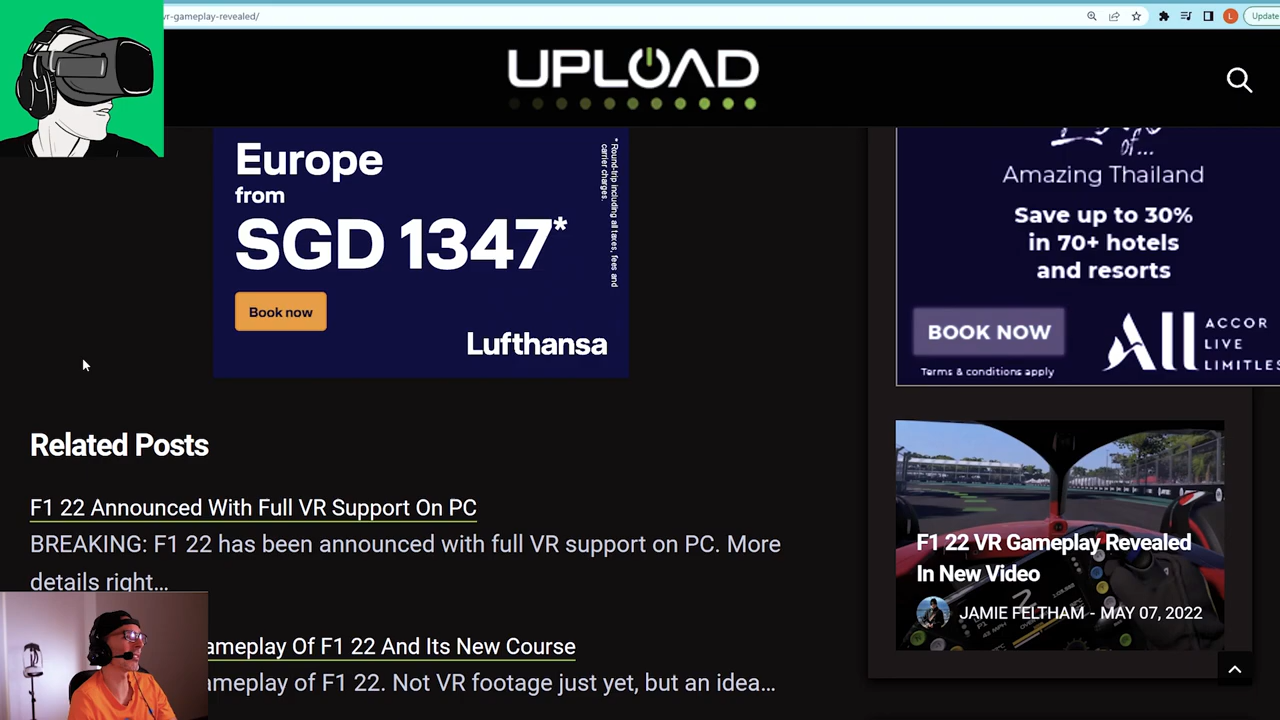 vr-gameplay-revealed/
L
Update
UPLOAD
Europe
from
SGD 1347*
Book now
Lufthansa
* Round-trip including all taxes, fees and
carrier charges.
of...
Amazing Thailand
Save up to 30%
in 70+ hotels
and resorts
BOOK NOW
Terms & conditions apply
ALL
ACCOR
LIVE
LIMITLES
Related Posts
F1 22 Announced With Full VR Support On PC
BREAKING: F1 22 has been announced with full VR support on PC. More
details right...
ameplay Of F1 22 And Its New Course
ameplay of F1 22. Not VR footage just yet, but an idea...
F1 22 VR Gameplay Revealed
In New Video
JAMIE FELTHAM - MAY 07, 2022